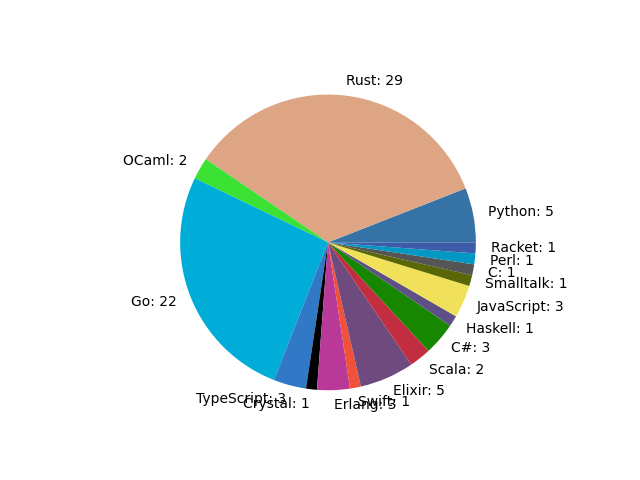 Rust: 29
OCaml: 2
Python: 5
Racket: 1
Perl: 1
C: 1
Smalltalk: 1
Go: 22
JavaScript: 3
Haskell: 1
C#: 3
Scala: 2
Elixir: 5
TypeScript: 3
Crystal: 1
Erlang: 3
Swift: 1